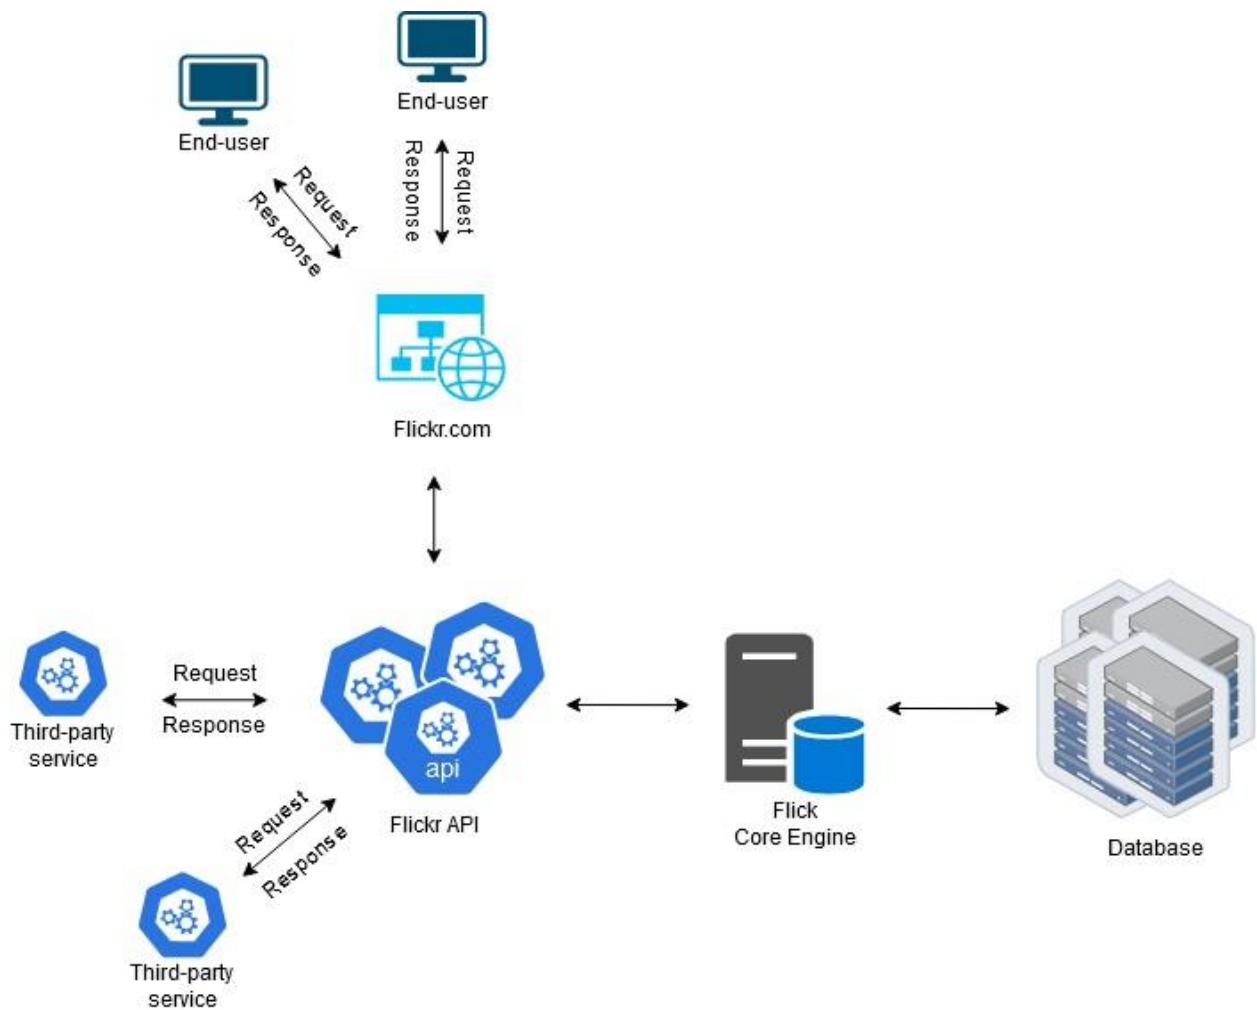 End-user
End-user
Request
Response
Response
Request
Flickr.com
Request
Response
Third-party
service
api
Flickr API
Flick
Core Engine
Database
Request
Response
Third-party
service